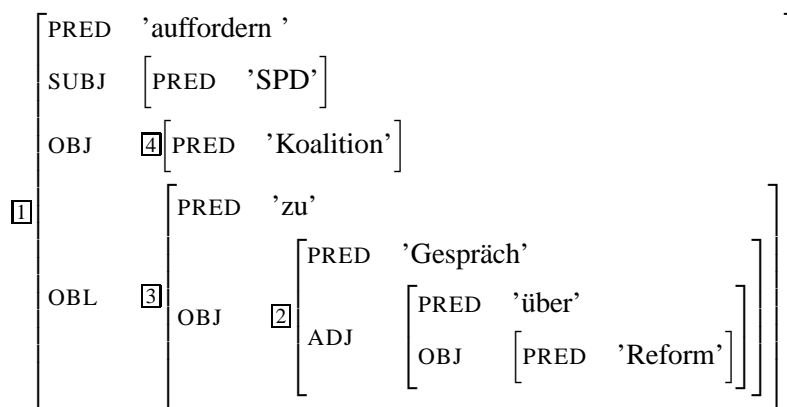 PRED 'auffordern ’
SUBJ PRED ’SPD’
OBJ 4 PRED ’Koalition’
1
PRED ’zu’
PRED ’Gespräch’
OBL 3 OBJ 2 ADJ PRED ’über’
OBJ PRED ’Reform’